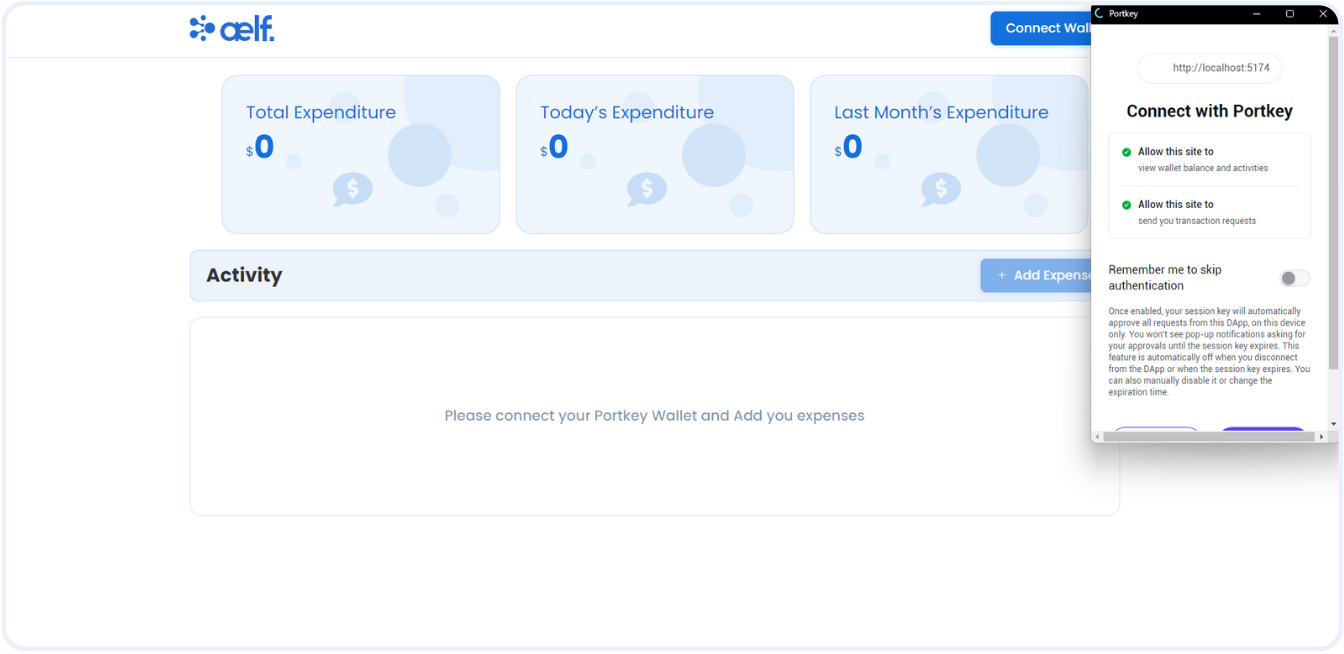 aelf.
Connect Wall
Total Expenditure
$0
Today's Expenditure
$0
Last Month's Expenditure
$0
$
$
$
Activity
+ Add Expense
Please connect your Portkey Wallet and Add you expenses
Portkey
http://localhost:5174
Connect with Portkey
Allow this site to
view wallet balance and activities
Allow this site to
send you transaction requests
Remember me to skip
authentication
Once enabled, your session key will automatically
approve all requests from this DApp, on this device
only. You won't see pop-up notifications asking for
your approvals until the session key expires. This
feature is automatically off when you disconnect
from the DApp or when the session key expires. You
can also manually disable it or change the
expiration time.